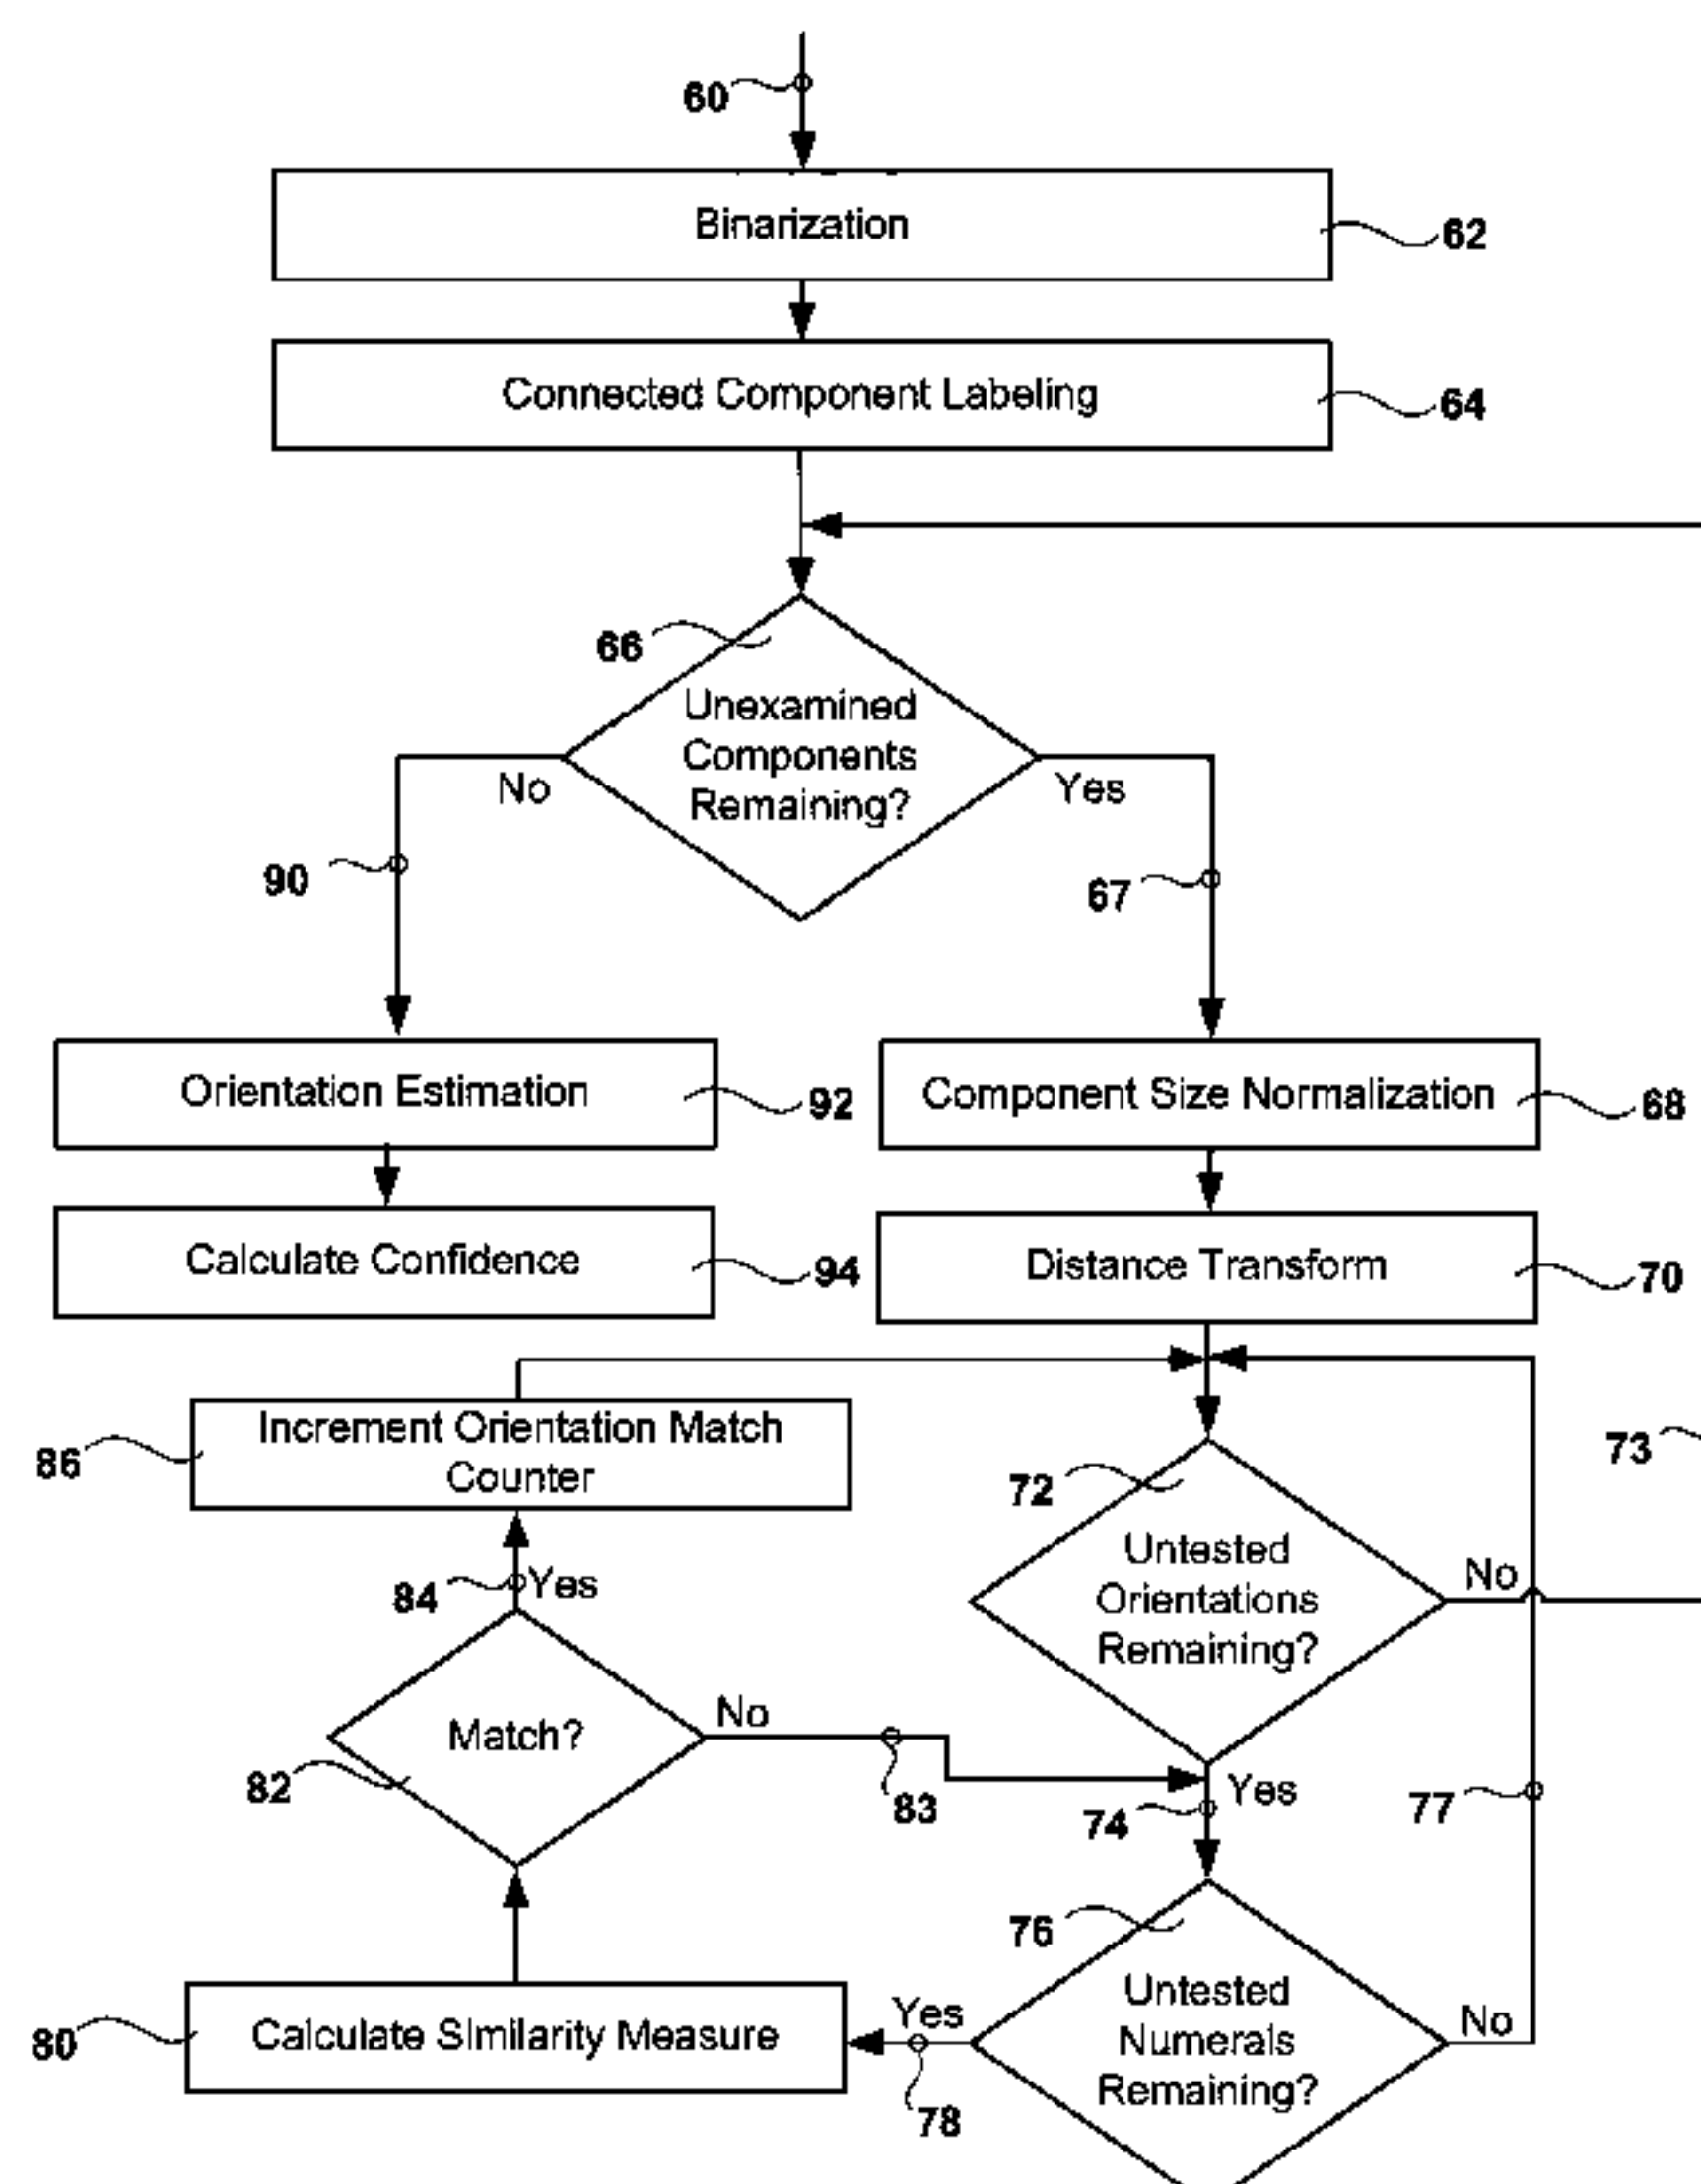 60
Binarization
62
Connected Component Labeling
64
66
Unexamined
Components
Remaining?
No
Yes
90
67
Orientation Estimation
92
Component Size Normalization
68
Calculate Confidence
94
Distance Transform
70
Increment Orientation Match
Counter
86
73
72
Untested
Orientations
Remaining?
No
84
Yes
Match?
No
82
83
Yes
74
77
76
Untested
Numerals
Remaining?
Yes
No
Calculate SImilarity Measure
80
78